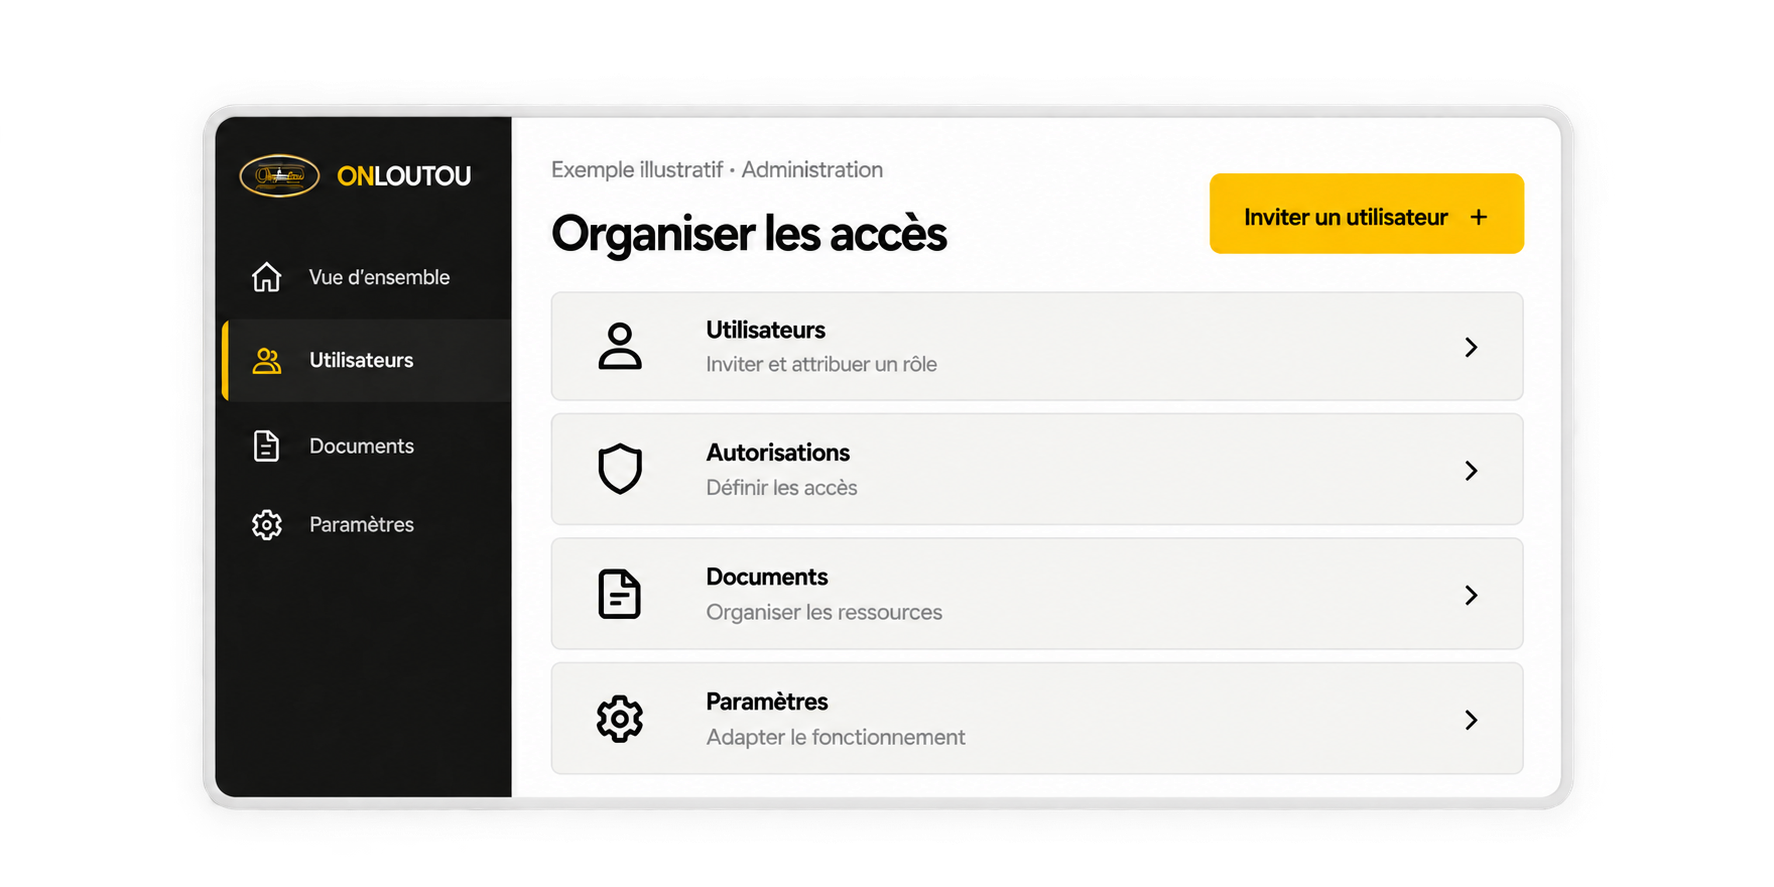 ONLOUTOU
Vue d'ensemble
Utilisateurs
Documents
Paramètres
Exemple illustratif • Administration
Organiser les accès
Inviter un utilisateur +
Utilisateurs
Inviter et attribuer un rôle
Autorisations
Définir les accès
Documents
Organiser les ressources
Paramètres
Adapter le fonctionnement